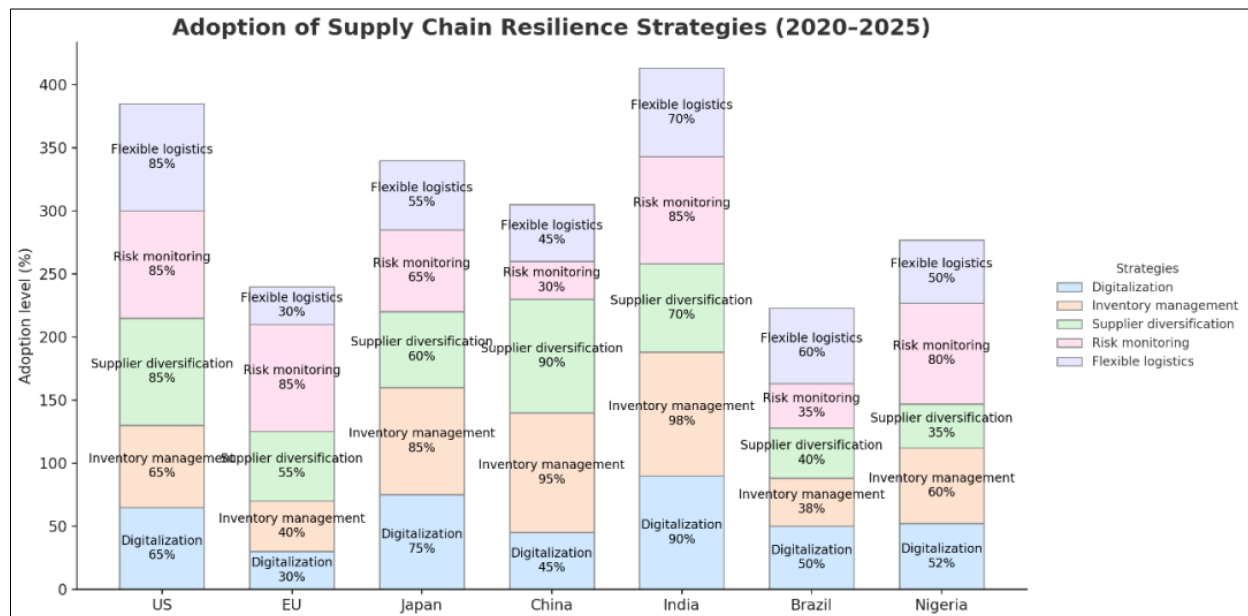 Adoption of Supply Chain Resilience Strategies (2020–2025)
Adoption level (%)
400
350
300
250
200
150
100
50
0
Flexible logistics
85%
Risk monitoring
85%
Supplier diversification
85%
Inventory management
65%
Digitalization
65%
US
Flexible logistics
30%
Risk monitoring
85%
Supplier diversification
55%
Inventory management
40%
Digitalization
30%
EU
Flexible logistics
55%
Risk monitoring
65%
Supplier diversification
60%
Inventory management
85%
Digitalization
75%
Japan
Flexible logistics
45%
Risk monitoring
30%
Supplier diversification
90%
Inventory management
95%
Digitalization
45%
China
Flexible logistics
70%
Risk monitoring
85%
Supplier diversification
70%
Inventory management
98%
Digitalization
90%
India
Flexible logistics
60%
Risk monitoring
35%
Supplier diversification
40%
Inventory management
38%
Digitalization
50%
Brazil
Flexible logistics
50%
Risk monitoring
80%
Supplier diversification
35%
Inventory management
60%
Digitalization
52%
Nigeria
Strategies
Digitalization
Inventory management
Supplier diversification
Risk monitoring
Flexible logistics